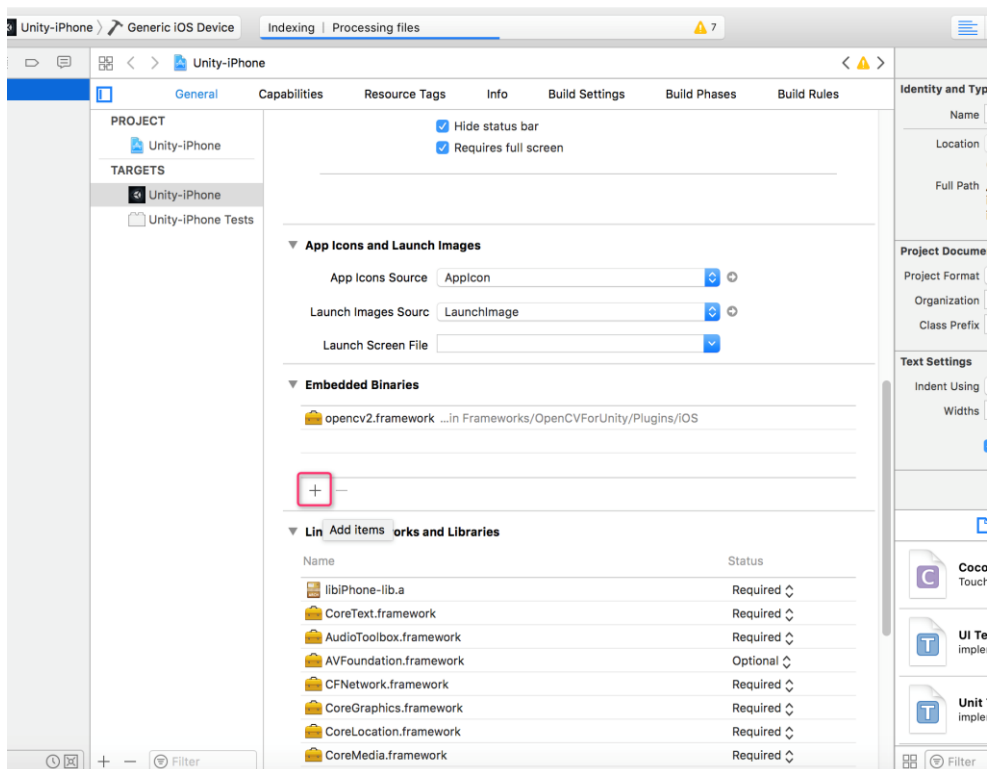 Unity-iPhone Generic iOS Device Indexing | Processing files 7
Unity-iPhone
General Capabilities Resource Tags Info Build Settings Build Phases Build Rules
PROJECT
Unity-iPhone
TARGETS
Unity-iPhone
Unity-iPhone Tests
Hide status bar
Requires full screen
App Icons and Launch Images
App Icons Source AppIcon
Launch Images Sourc LaunchImage
Launch Screen File
Embedded Binaries
opencv2.framework ...in Frameworks/OpenCVForUnity/Plugins/iOS
+ −
Add items
Lin orks and Libraries
Name Status
libiPhone-lib.a Required
CoreText.framework Required
AudioToolbox.framework Required
AVFoundation.framework Optional
CFNetwork.framework Required
CoreGraphics.framework Required
CoreLocation.framework Required
CoreMedia.framework Required
+ − Filter
Identity and Typ
Name
Location
Full Path
Project Docume
Project Format
Organization
Class Prefix
Text Settings
Indent Using
Widths
C
Coco
Touch
T
UI Te
imple
T
Unit
imple
Filter